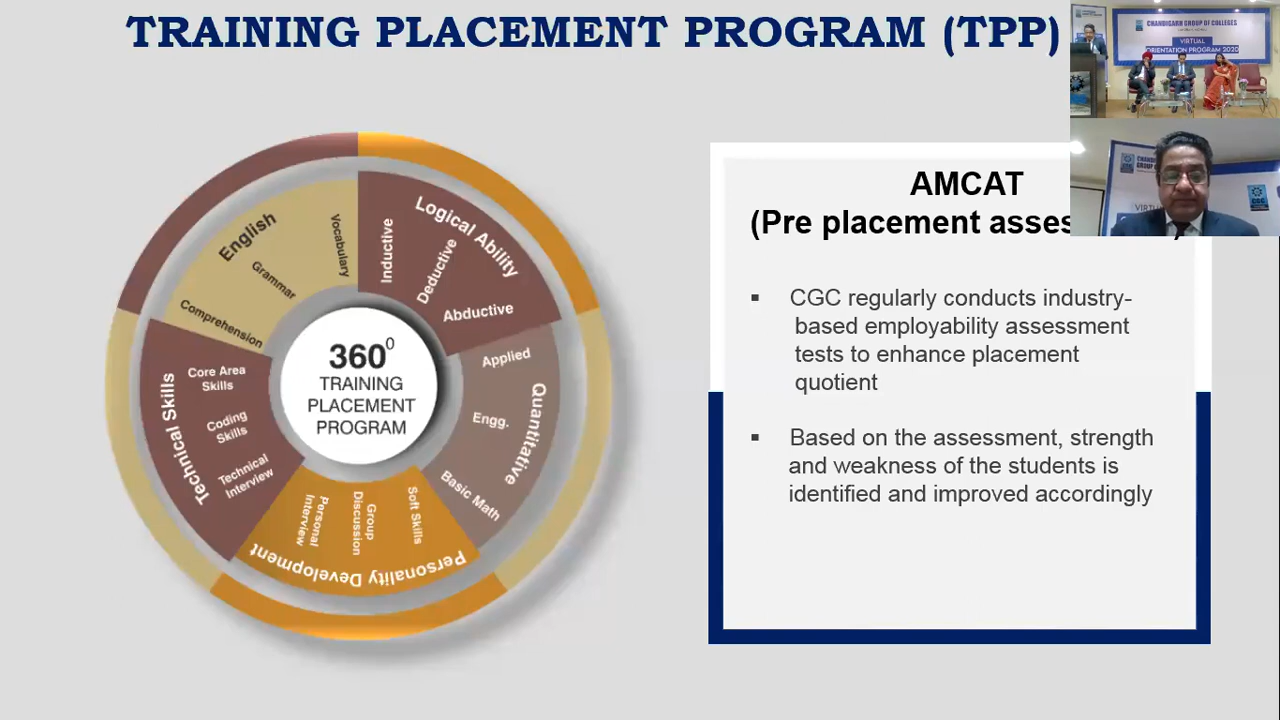 TRAINING PLACEMENT PROGRAM (TPP)
CHANDIGARH GROUP OF COLLEGES
VIRTUAL
ORIENTATION PROGRAM 2020
CHANDIGARH
GROUP OF
CGC
English
Vocabulary
Grammar
Comprehension
Logical Ability
Inductive
Deductive
Abductive
Quantitative
Applied
Engg.
Basic Math
Personality Development
Soft Skills
Group
Discussion
Personal
Interview
Technical Skills
Core Area
Skills
Coding
Skills
Technical
Interview
360⁰
TRAINING
PLACEMENT
PROGRAM
AMCAT
(Pre placement
▪ CGC regularly conducts industry-
based employability assessment
tests to enhance placement
quotient
▪ Based on the assessment, strength
and weakness of the students is
identified and improved accordingly